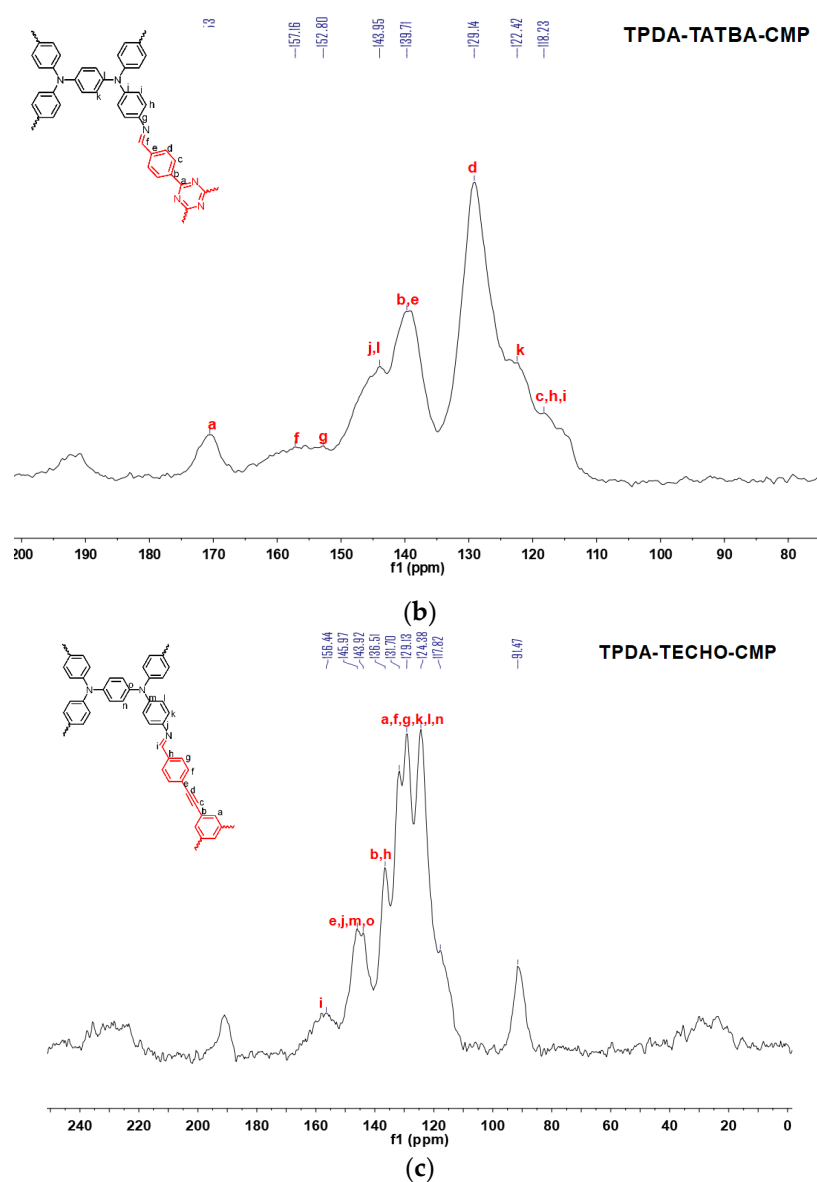 —157.16 —152.80 —143.95 —139.71 —129.14 —122.42 —118.23
TPDA-TATBA-CMP
N N
l
k
j i
h
g
N
f
e d
c
b
a N
N
N
d
b,e
j,l
k
c,h,i
a
f g
200 190 180 170 160 150 140 130 120 110 100 90 80
f1 (ppm)
(b)
156.44 145.97 143.92 136.51 131.70 129.13 124.38 117.82 —91.47
TPDA-TECHO-CMP
N N
o
n
m l
k
j
N
i
h g
f
e
d
c
b a
a,f,g,k,l,n
b,h
e,j,m,o
i
240 220 200 180 160 140 120 100 80 60 40 20 0
f1 (ppm)
(c)